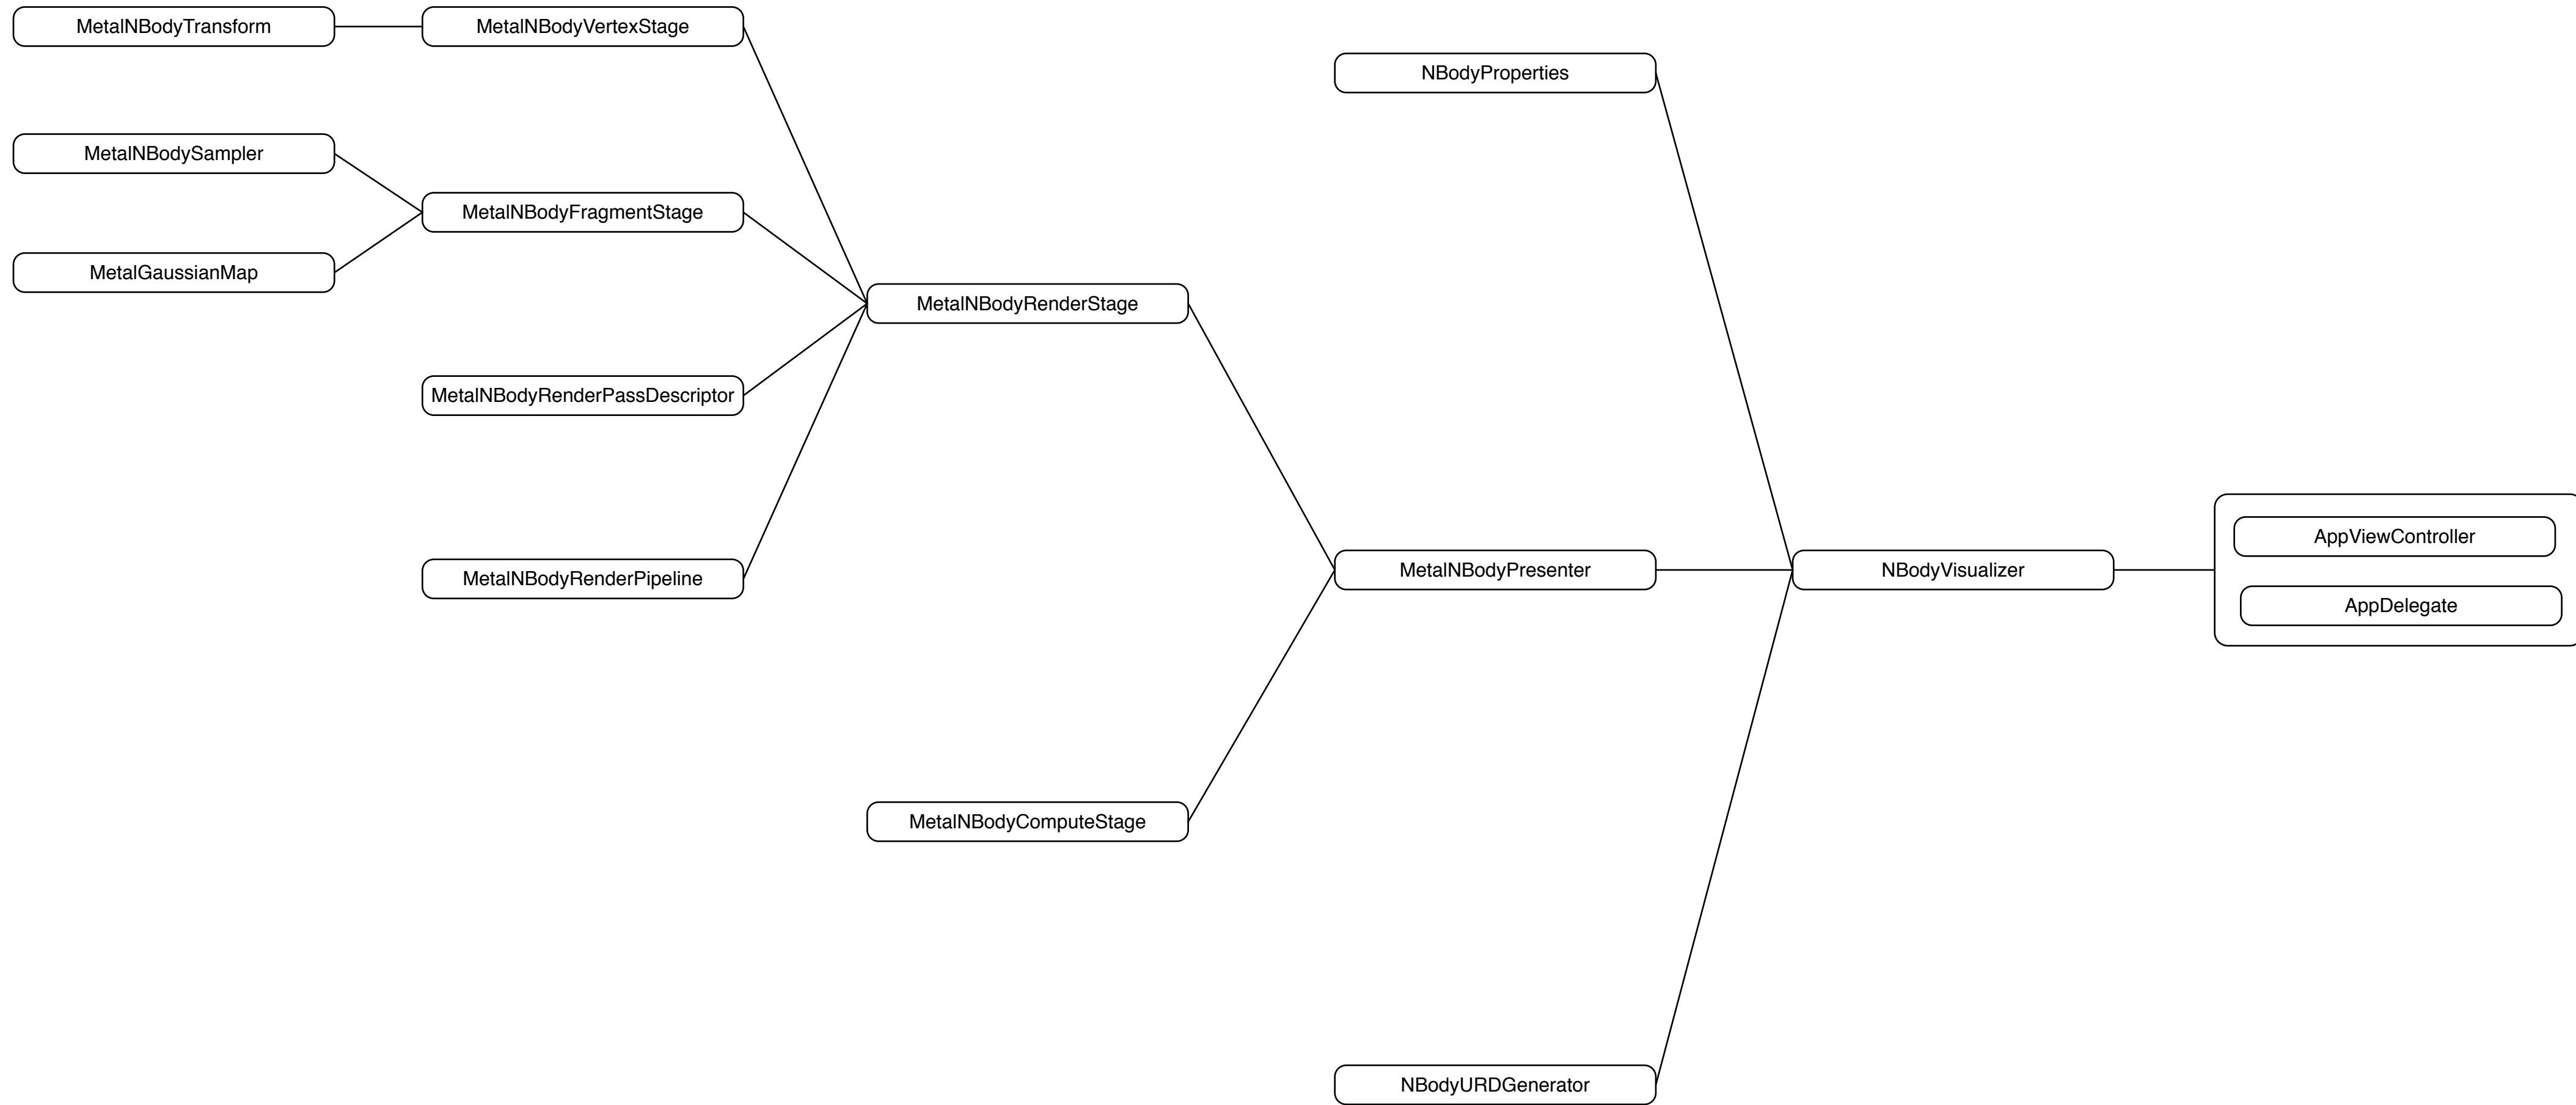 MetalNBodyTransform
MetalNBodyVertexStage
NBodyProperties
MetalNBodySampler
MetalNBodyFragmentStage
MetalGaussianMap
MetalNBodyRenderStage
MetalNBodyRenderPassDescriptor
AppViewController
MetalNBodyRenderPipeline
MetalNBodyPresenter
NBodyVisualizer
AppDelegate
MetalNBodyComputeStage
NBodyURDGenerator